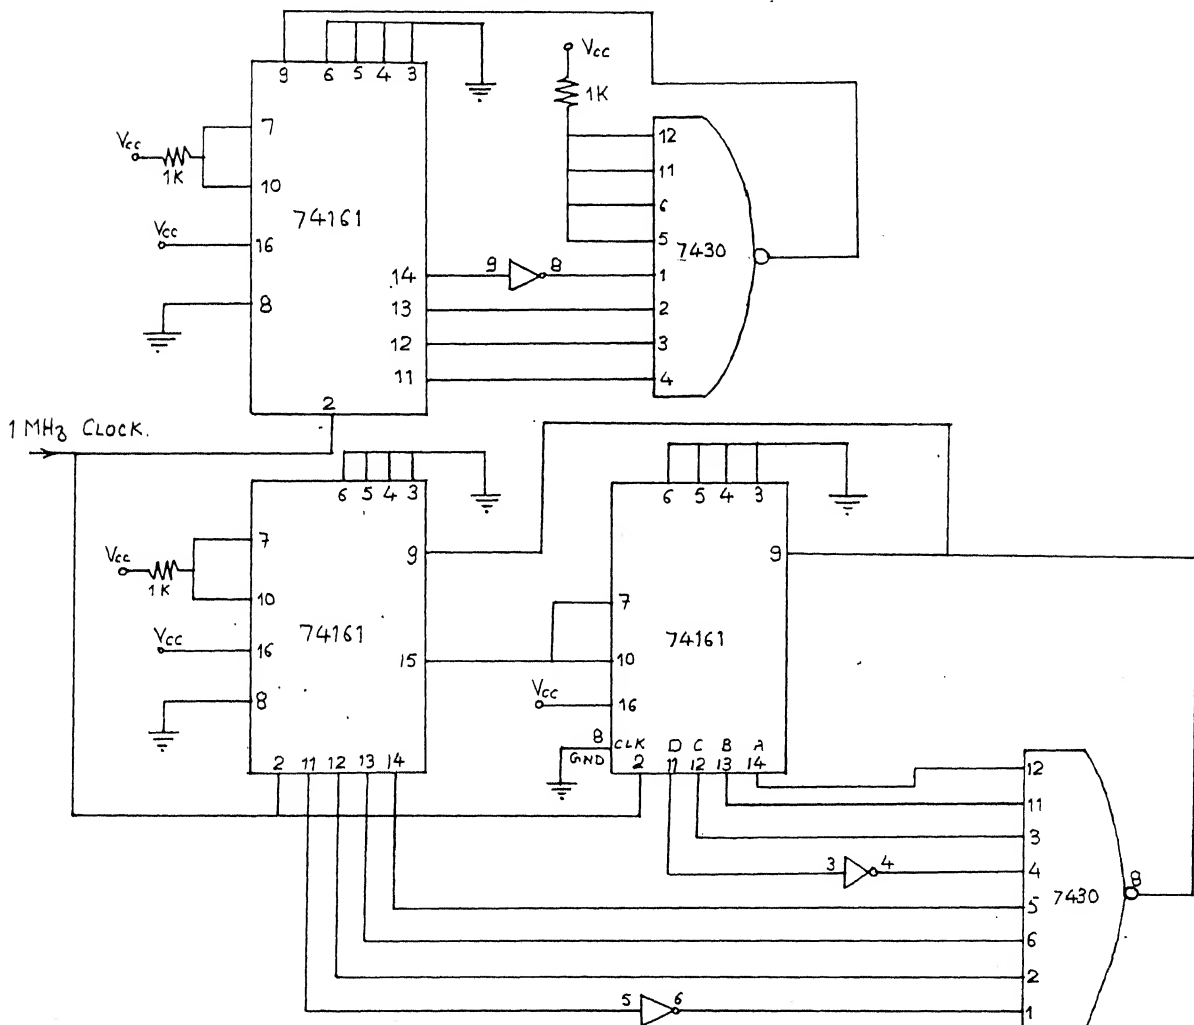 9 6 5 4 3
Vcc
1K
7
Vcc
1K
10
74161
Vcc
16
8
14
13
12
11
2
9 8
12
11
6
5
7430
1
2
3
4
1 MHz CLOCK.
6 5 4 3
7
Vcc
1K
10
9
74161
Vcc
16
15
8
2 11 12 13 14
6 5 4 3
9
7
74161
10
Vcc
16
8 CLK D C B A
GND 2 11 12 13 14
12
11
3
3 4 4
7430 8
5
6
2
5 6 1